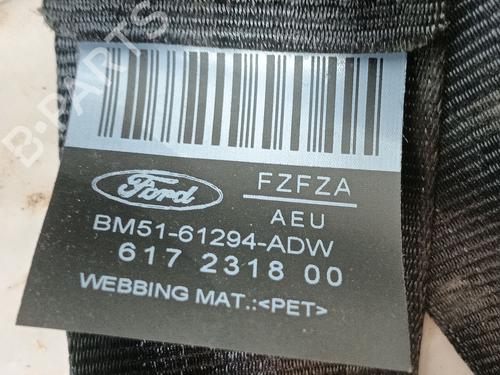 B-PARTS
Ford
FZFZA
AEU
BM51-61294-ADW
617 2318 00
WEBBING MAT.:<PET>